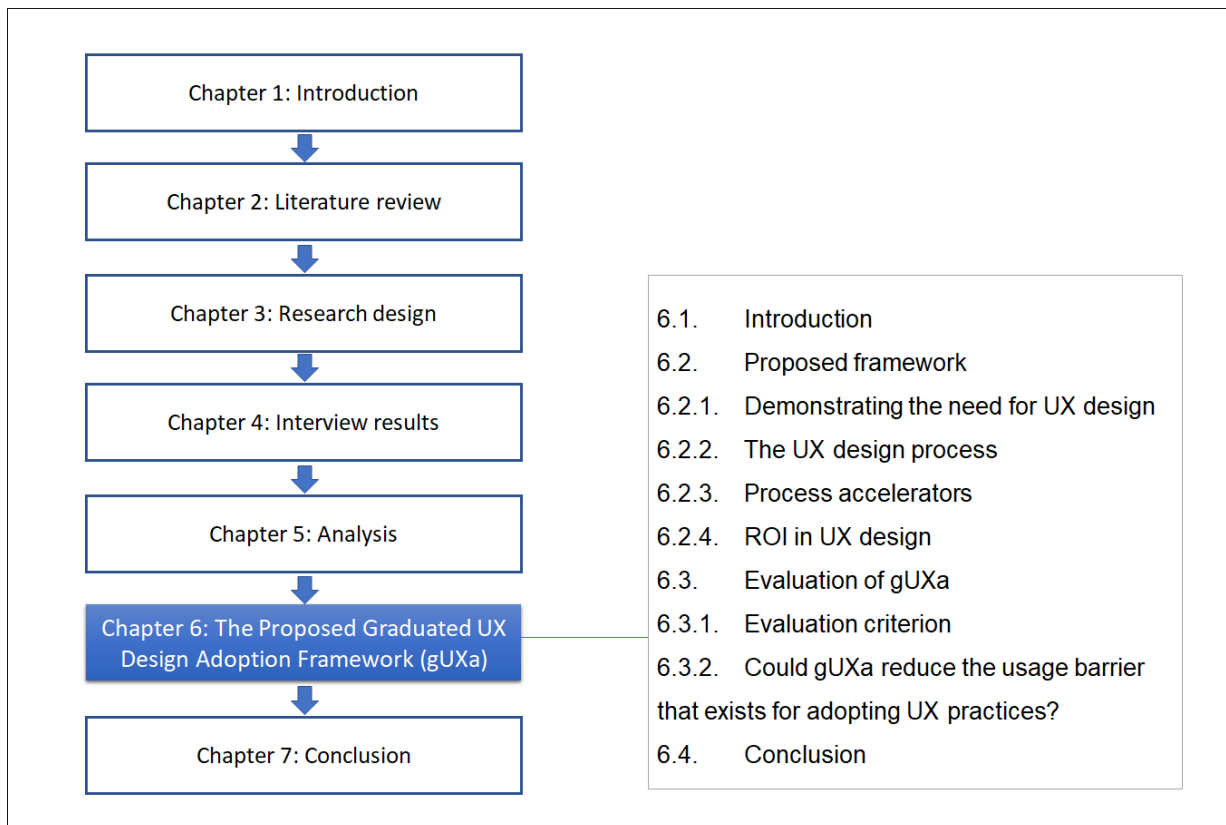 Chapter 1: Introduction
Chapter 2: Literature review
Chapter 3: Research design
Chapter 4: Interview results
Chapter 5: Analysis
Chapter 6: The Proposed Graduated UX
Design Adoption Framework (gUXa)
Chapter 7: Conclusion
6.1. Introduction
6.2. Proposed framework
6.2.1. Demonstrating the need for UX design
6.2.2. The UX design process
6.2.3. Process accelerators
6.2.4. ROI in UX design
6.3. Evaluation of gUXa
6.3.1. Evaluation criterion
6.3.2. Could gUXa reduce the usage barrier
that exists for adopting UX practices?
6.4. Conclusion